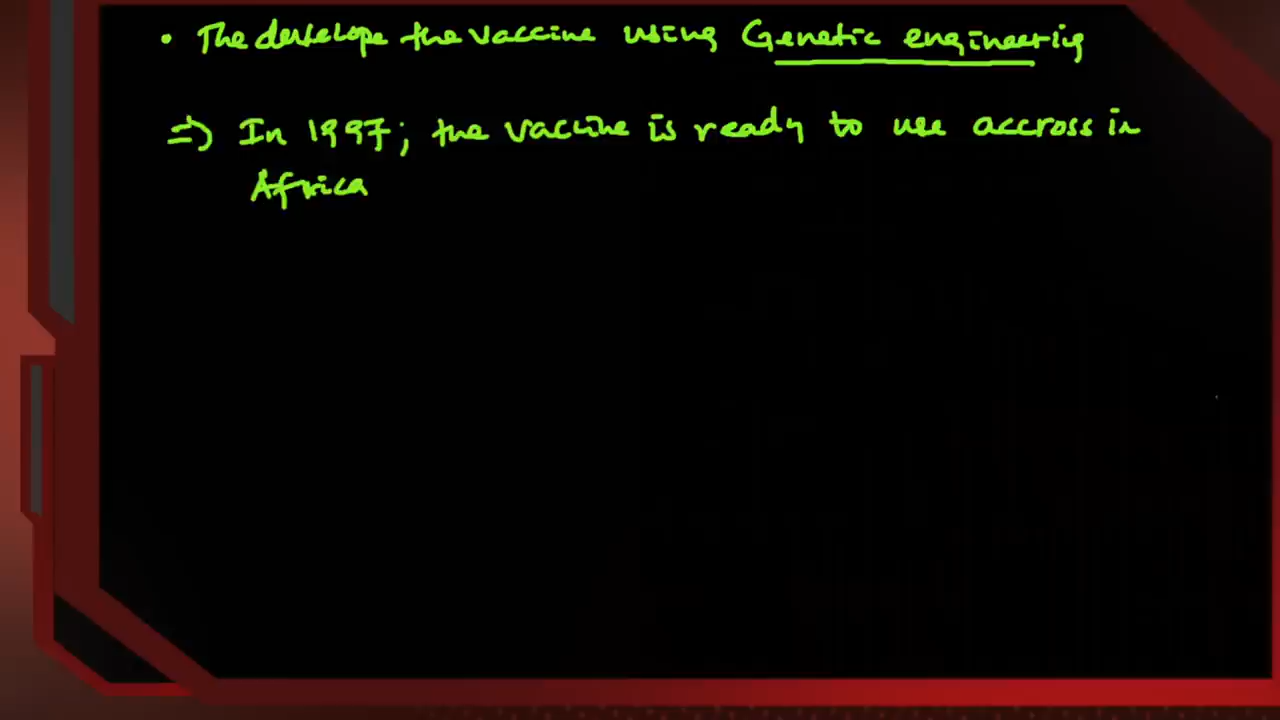 • The develope the vaccine using Genetic engineering
=> In 1997; the vaccine is ready to use accross in
Africa